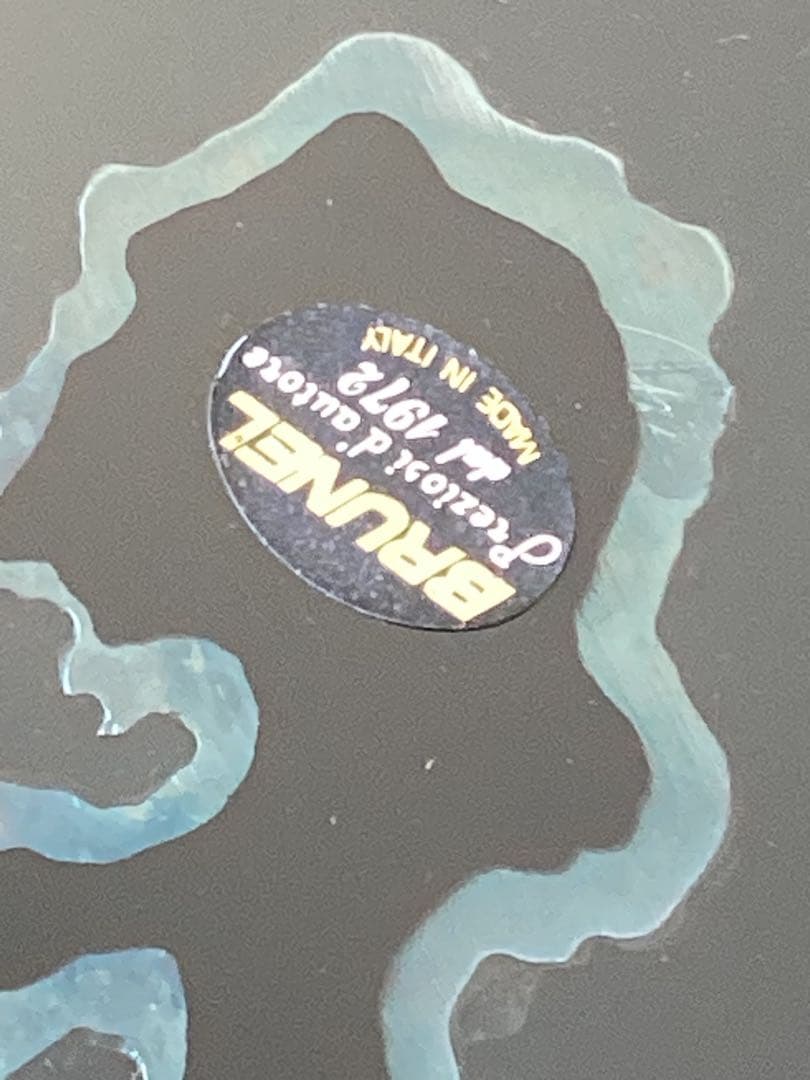 BRUNEL
Preziosi d'autore
dal 1972
MADE IN ITALY